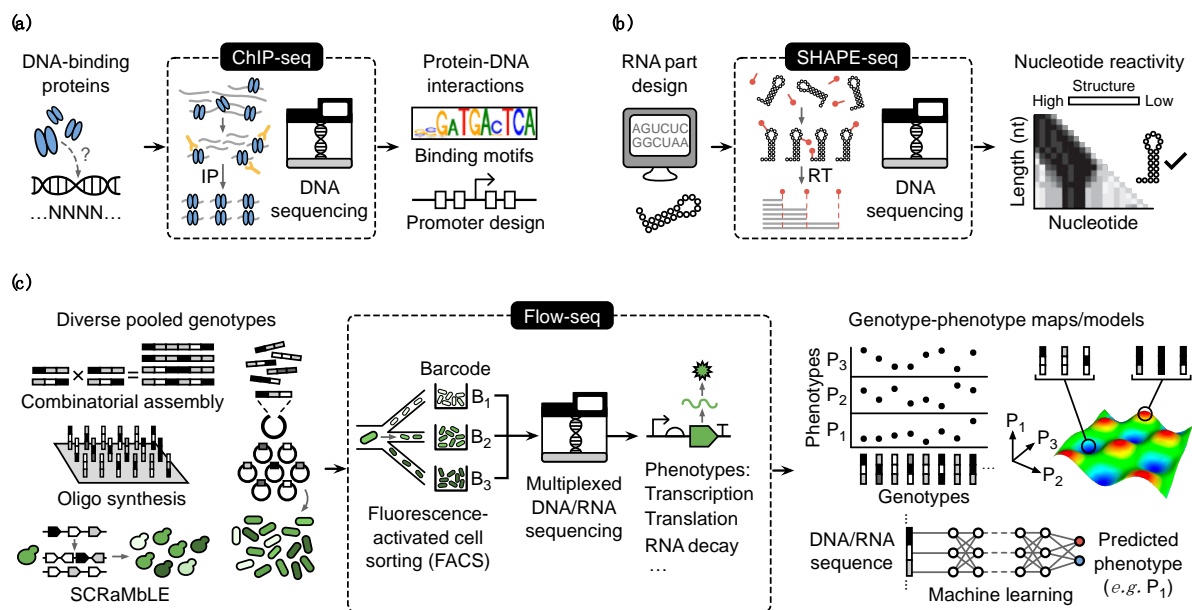 (a)
DNA-binding
proteins
?
…NNNN…
ChIP-seq
IP
DNA
sequencing
Protein-DNA
interactions
GATGACTCA
Binding motifs
Promoter design
(b)
RNA part
design
AGUCUC
GGCUAA
SHAPE-seq
RT
DNA
sequencing
Nucleotide reactivity
Structure
High
Low
Length (nt)
Nucleotide
(c)
Diverse pooled genotypes
Combinatorial assembly
Oligo synthesis
SCRaMbLE
Flow-seq
Barcode
B1
B2
B3
Fluorescence-
activated cell
sorting (FACS)
Multiplexed
DNA/RNA
sequencing
Phenotypes:
Transcription
Translation
RNA decay
…
Genotype-phenotype maps/models
Phenotypes
P3
P2
P1
…
Genotypes
P1
P3
P2
DNA/RNA
sequence
Machine learning
Predicted
phenotype
(e.g. P1)